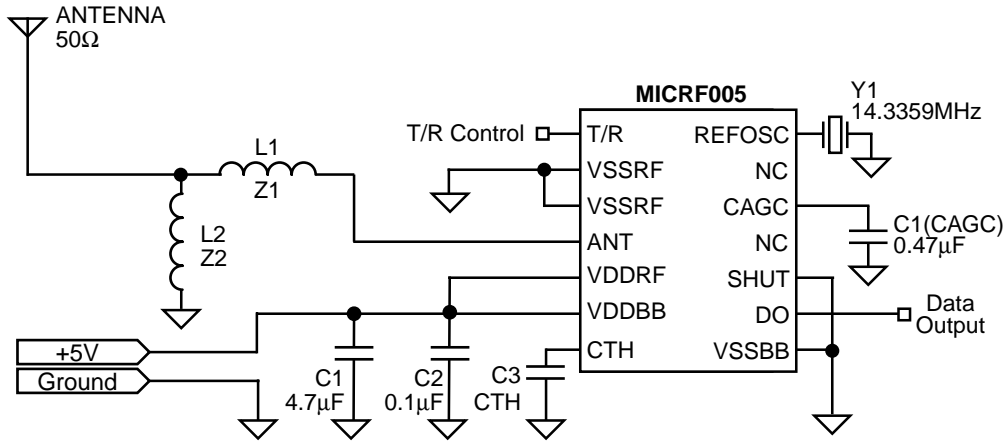 ANTENNA
50Ω
MICRF005
Y1
14.3359MHz
T/R Control
T/R
REFOSC
L1
Z1
VSSRF
NC
VSSRF
CAGC
C1(CAGC)
0.47µF
L2
Z2
ANT
NC
VDDRF
SHUT
VDDBB
DO
Data
Output
+5V
CTH
VSSBB
Ground
C1
4.7µF
C2
0.1µF
C3
CTH